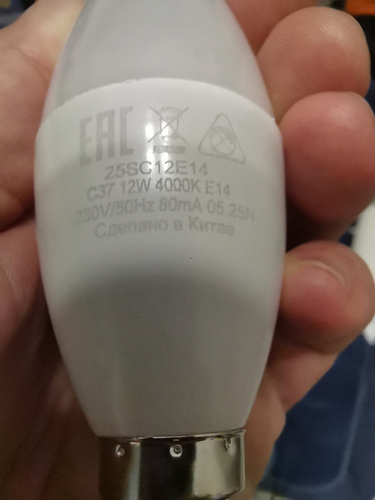 EAC
25SC12E14
C37 12W 4000K E14
230V/50Hz 80mA 05.25N
Сделано в Китае